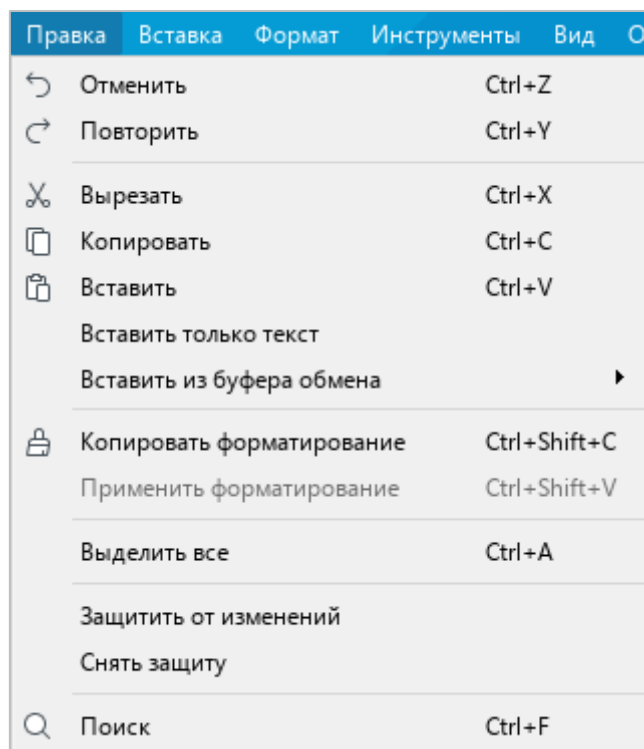 Правка Вставка Формат Инструменты Вид О
Отменить Ctrl+Z
Повторить Ctrl+Y
Вырезать Ctrl+X
Копировать Ctrl+C
Вставить Ctrl+V
Вставить только текст
Вставить из буфера обмена
Копировать форматирование Ctrl+Shift+C
Применить форматирование Ctrl+Shift+V
Выделить все Ctrl+A
Защитить от изменений
Снять защиту
Поиск Ctrl+F